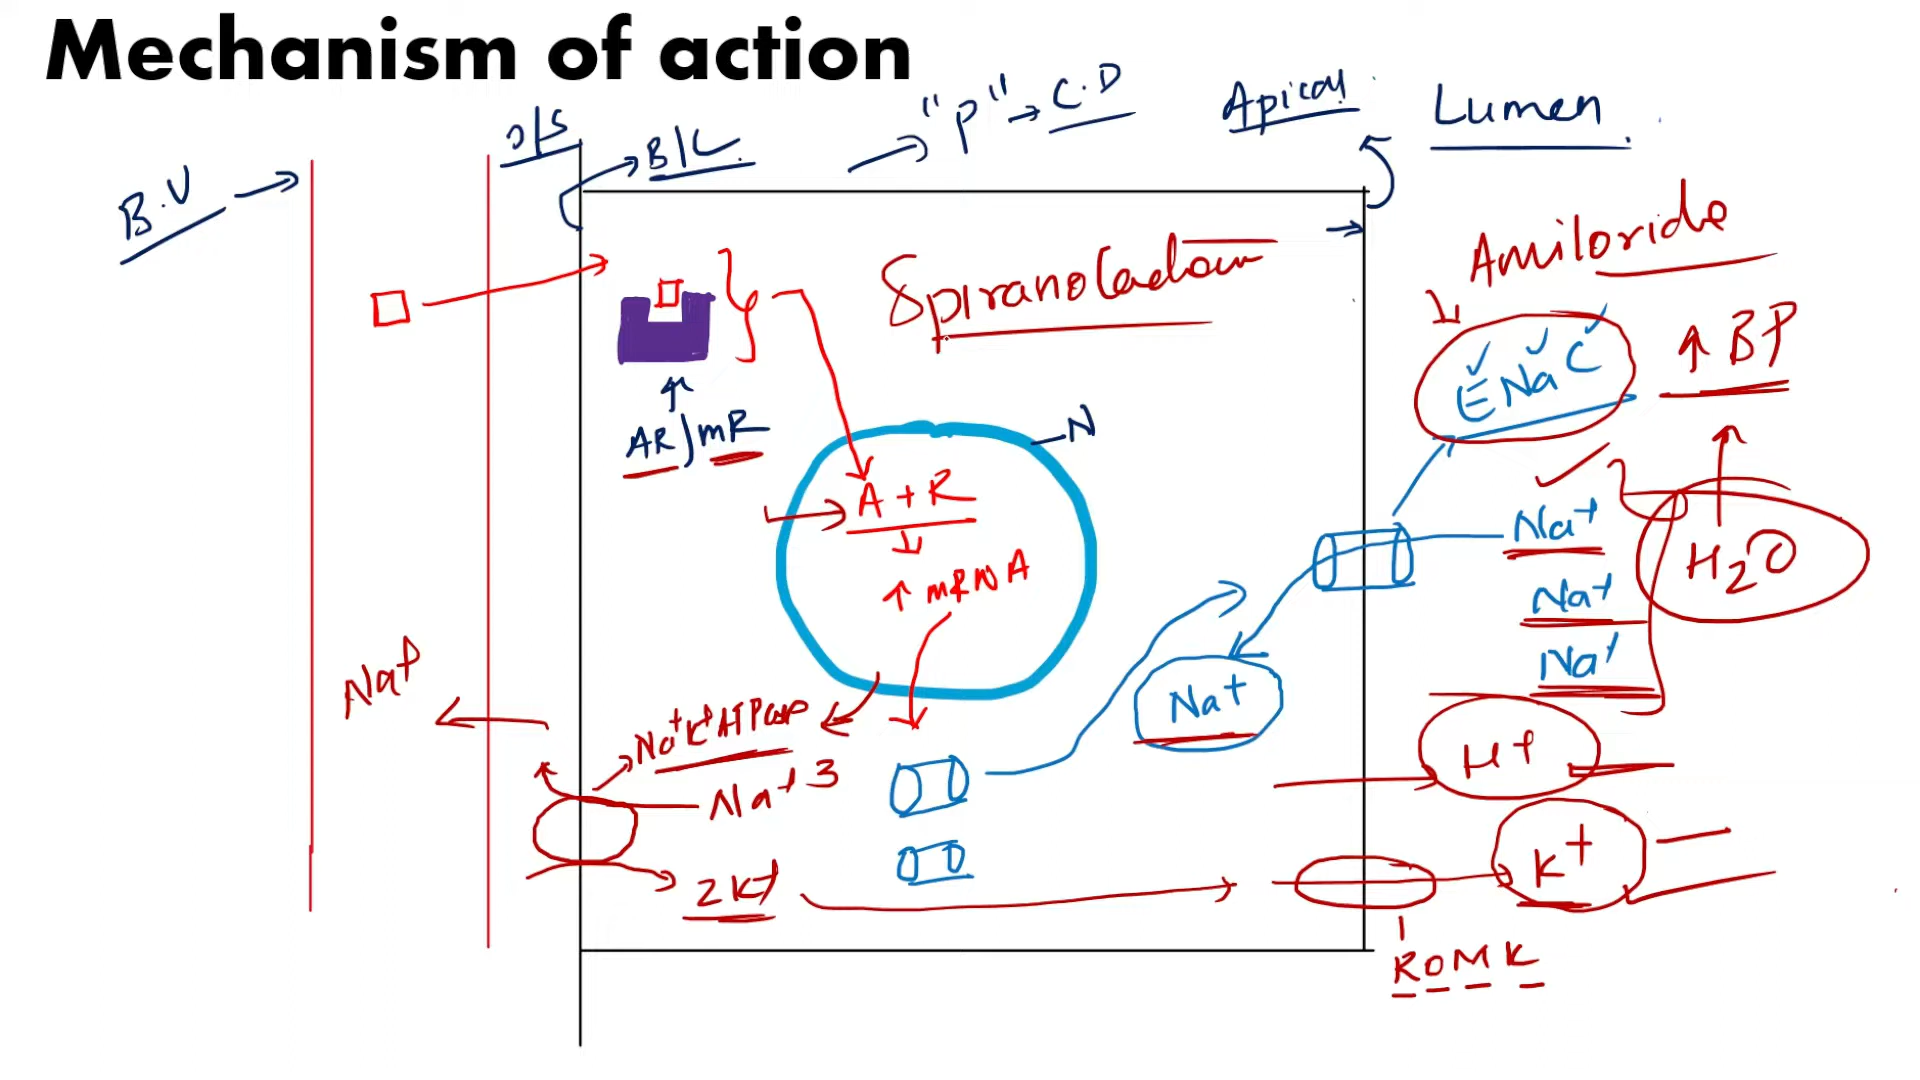 Mechanism of action
B.V
I/S
B/L.
"P" → C.D
Apical
Lumen
Spiranolactone
Amiloride
ENaC
↑ BP
AR/mR
N
A + R
↑ mRNA
Na+
Na+
Na+
H2O
Na+
Na+
Na+K+ATPase
Na+ 3
2K+
H+
K+
ROMK